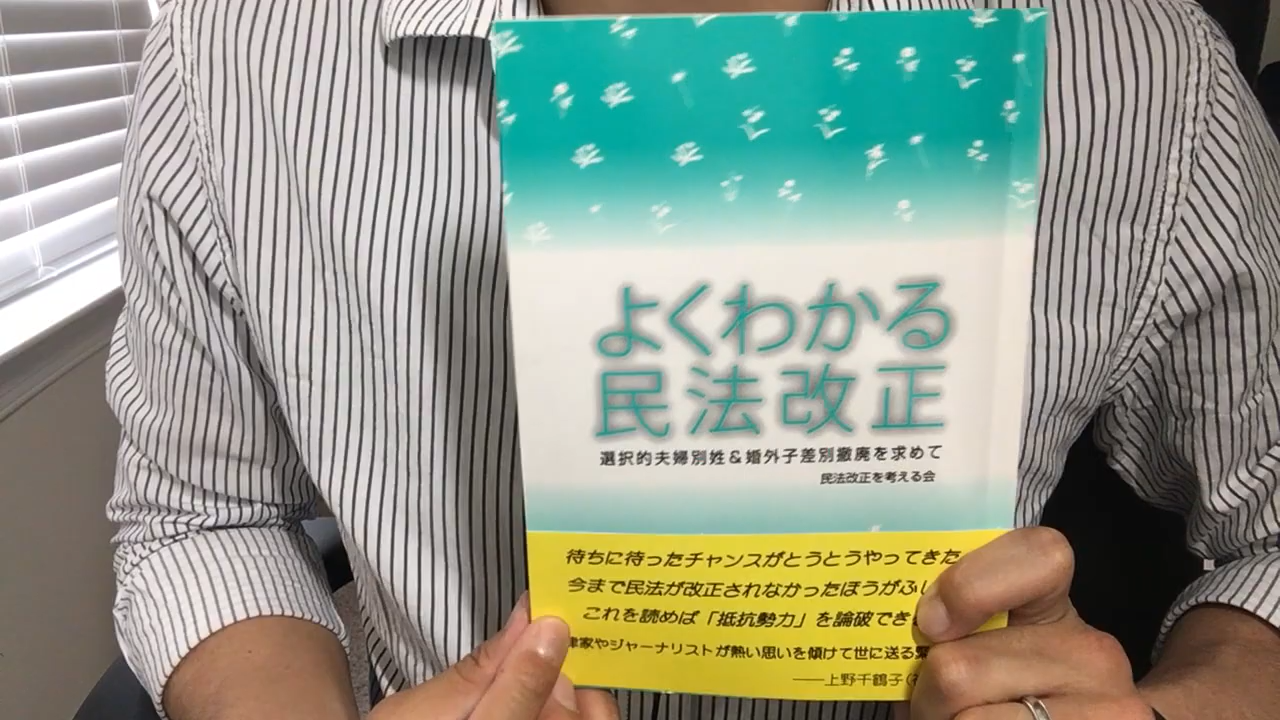 よくわかる
民法改正
選択的夫婦別姓&婚外子差別撤廃を求めて
民法改正を考える会
待ちに待ったチャンスがとうとうやってきた
今まで民法が改正されなかったほうがふし
これを読めば「抵抗勢力」を論破でき
律家やジャーナリストが熱い思いを傾けて世に送る緊
──上野千鶴子(